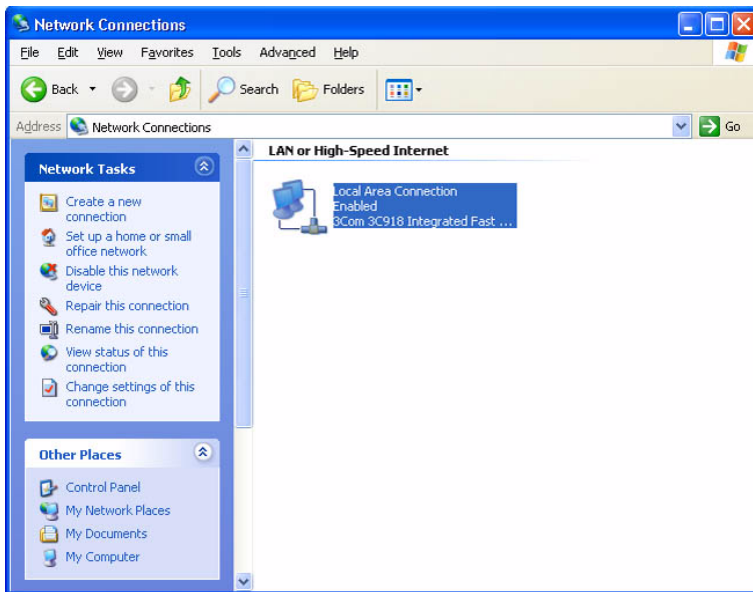 Network Connections
File Edit View Favorites Tools Advanced Help
Back Search Folders
Address Network Connections Go
Network Tasks
Create a new
connection
Set up a home or small
office network
Disable this network
device
Repair this connection
Rename this connection
View status of this
connection
Change settings of this
connection
Other Places
Control Panel
My Network Places
My Documents
My Computer
LAN or High-Speed Internet
Local Area Connection
Enabled
3Com 3C918 Integrated Fast ...